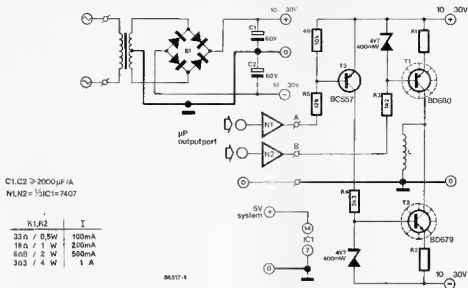 10...30V
C1
60V
B1
C2
60V
10...30V
10...30V
R6
10k
4V7
400mW
R1
T3
BC557
T1
BD680
R5
R3
1k2
N1
A
µP
outputport
N2
B
L
R4
3k3
5V
system
14
IC1
7
T2
BD679
4V7
400mW
R2
10...30V
C1,C2 ≥2000µF/A
N1,N2 = ⅓IC1=7407
R1,R2 I
33Ω / 0,5W 100mA
18Ω / 1 W 200mA
6Ω8 / 2 W 500mA
3Ω3 / 4 W 1 A
86517-1